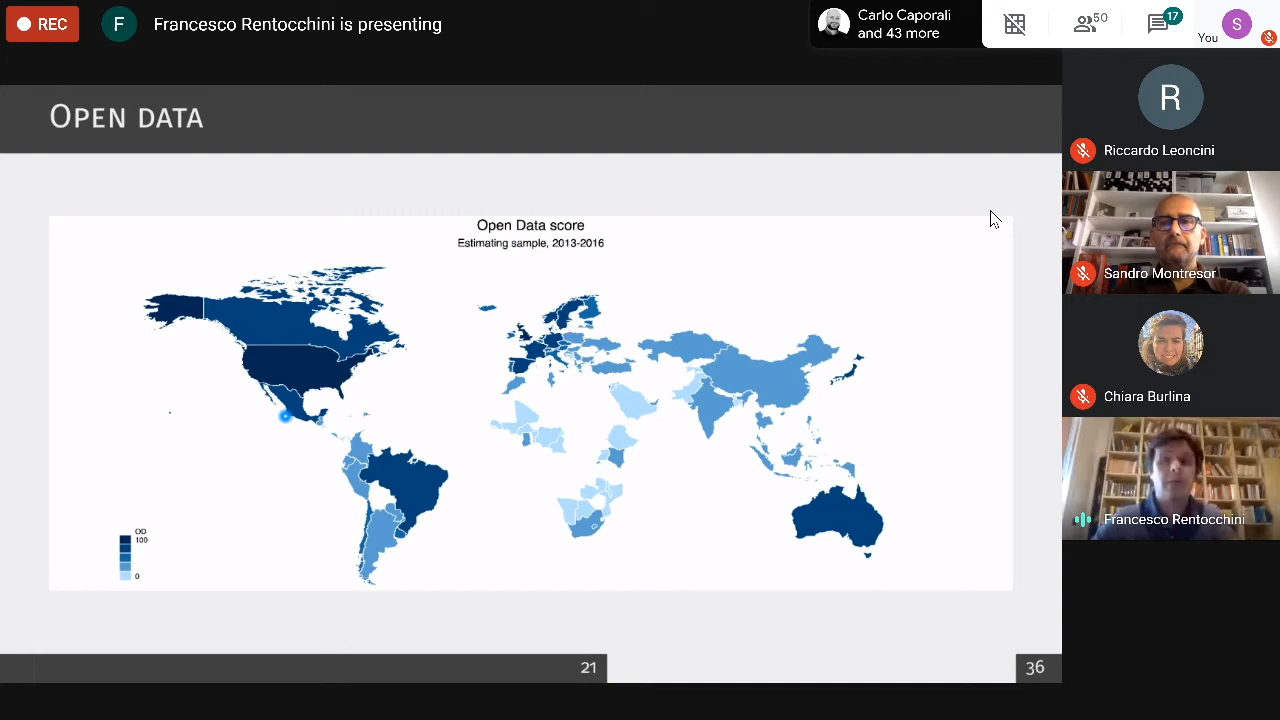 REC
F
Francesco Rentocchini is presenting
Carlo Caporali
and 43 more
50
17
You
S
OPEN DATA
Open Data score
Estimating sample, 2013-2016
OD
100
0
21
36
R
Riccardo Leoncini
Sandro Montresor
Chiara Burlina
Francesco Rentocchini